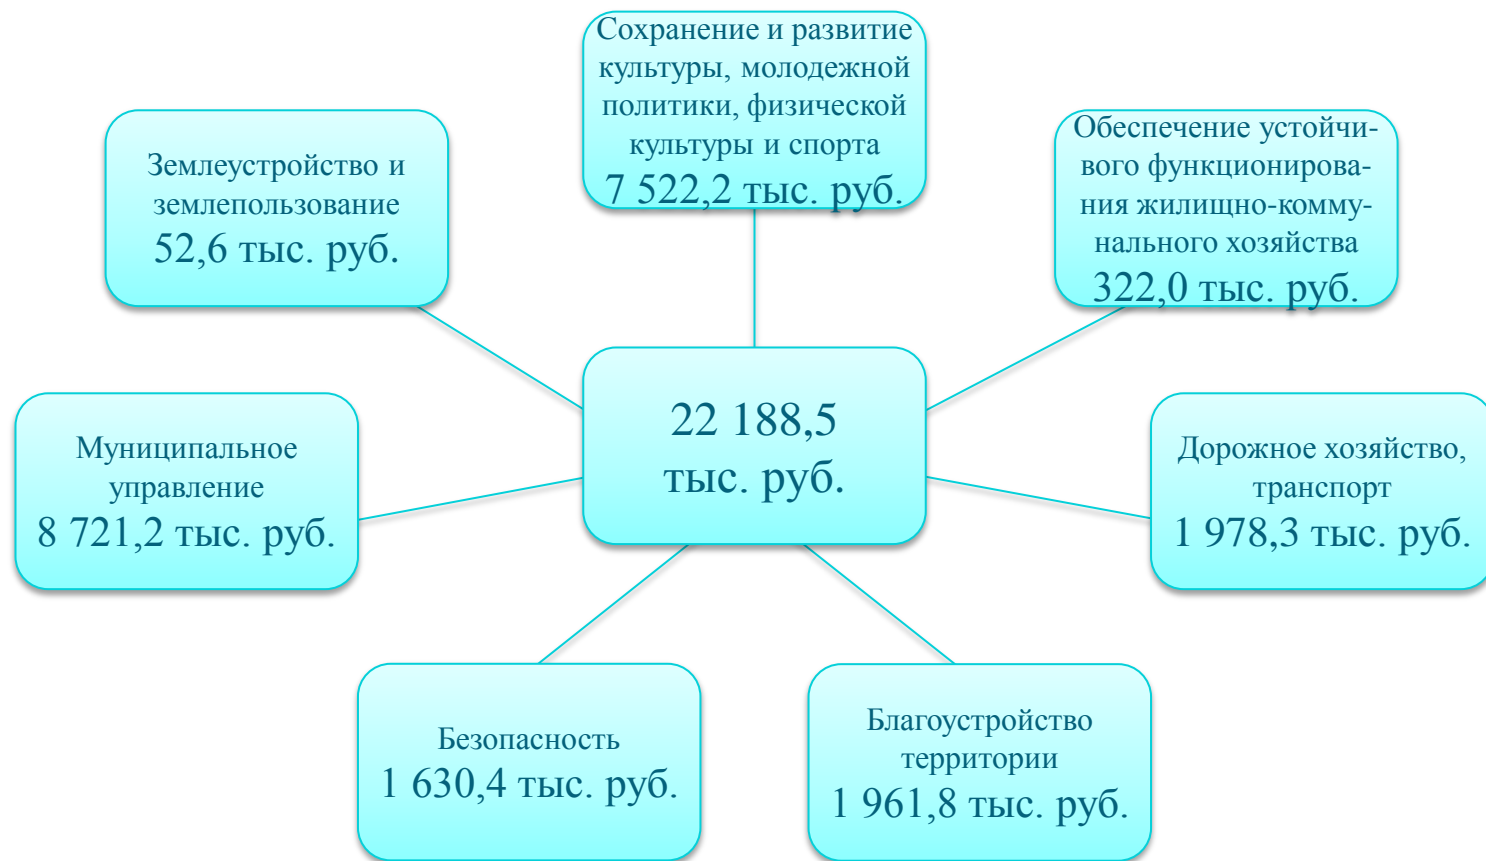 Сохранение и развитие
культуры, молодежной
политики, физической
культуры и спорта
7 522,2 тыс. руб.
Обеспечение устойчи-
вого функционирова-
ния жилищно-комму-
нального хозяйства
322,0 тыс. руб.
Дорожное хозяйство,
транспорт
1 978,3 тыс. руб.
Благоустройство
территории
1 961,8 тыс. руб.
Безопасность
1 630,4 тыс. руб.
Муниципальное
управление
8 721,2 тыс. руб.
Землеустройство и
землепользование
52,6 тыс. руб.
22 188,5
тыс. руб.